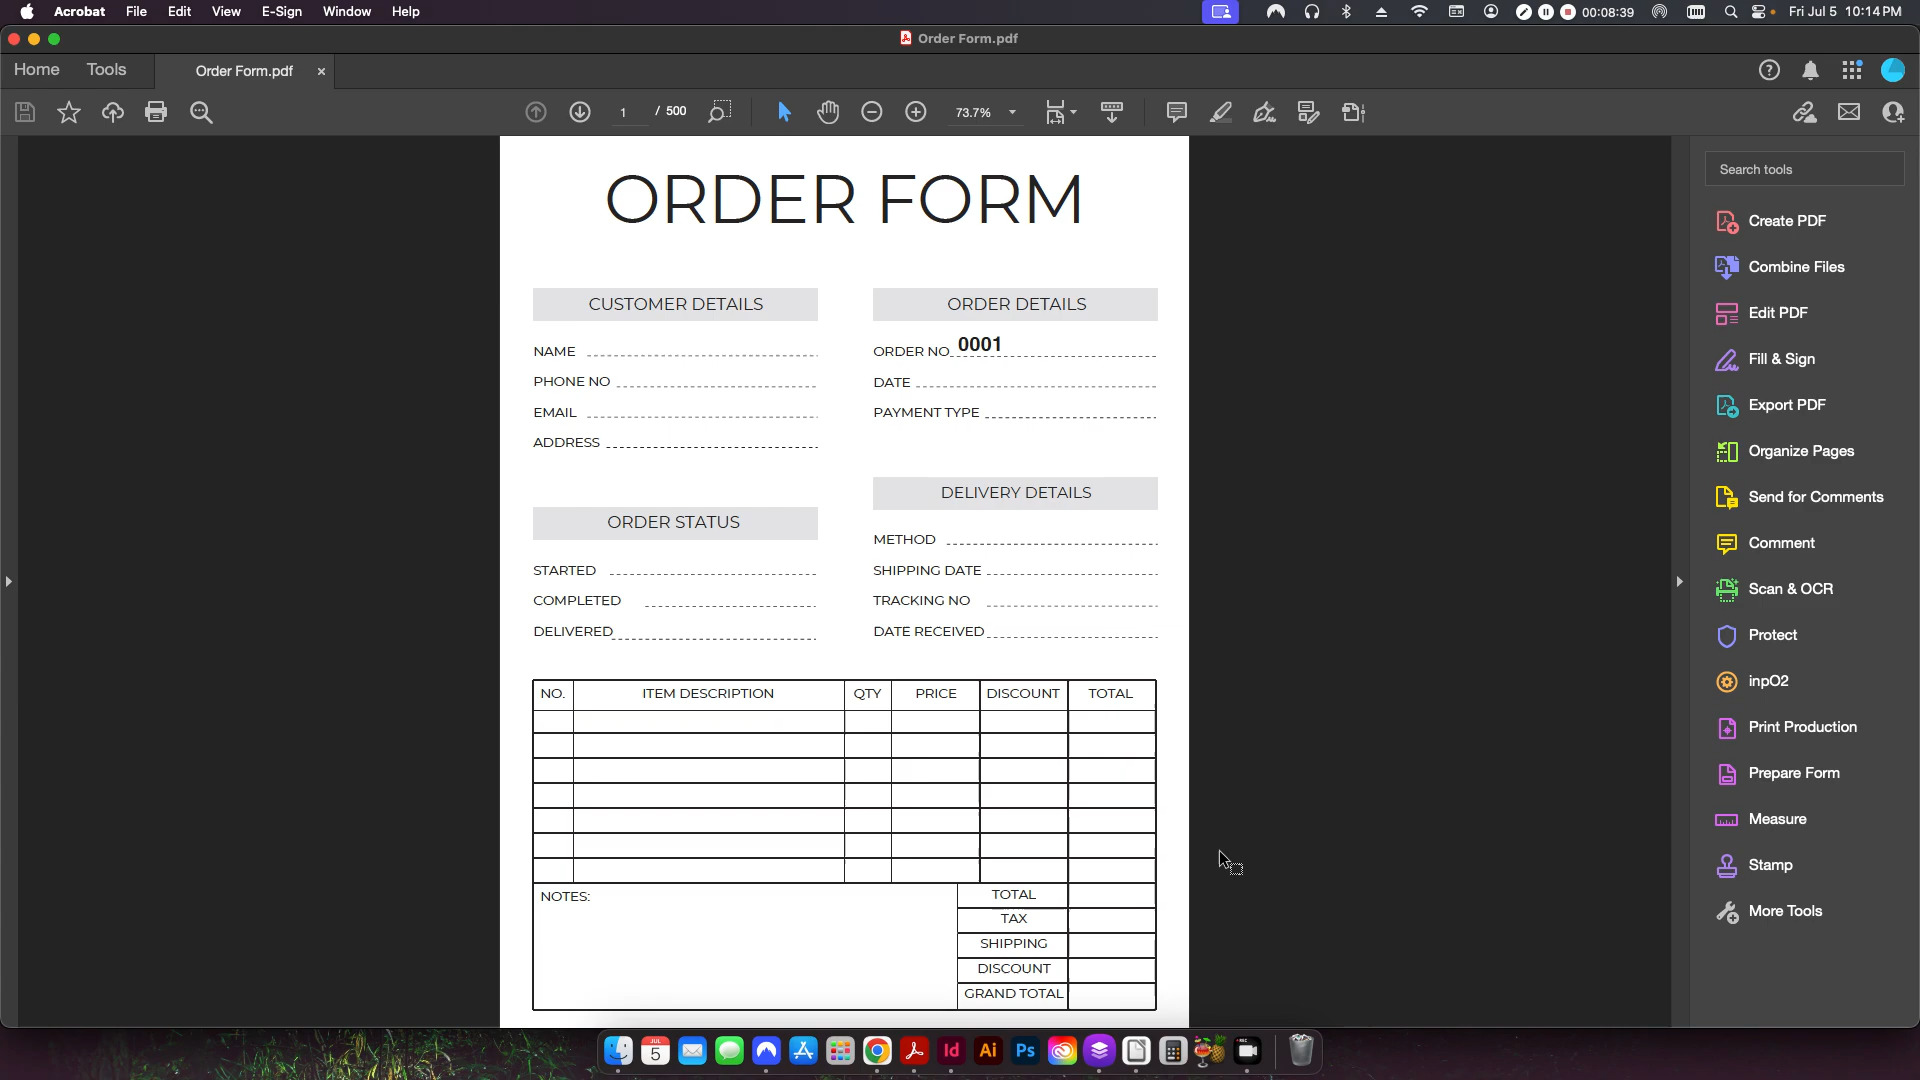 Acrobat File Edit View E-Sign Window Help 00:08:39 Fri Jul 5 10:14 PM
Order Form.pdf
Home Tools Order Form.pdf ×
1 / 500 73.7%
ORDER FORM
CUSTOMER DETAILS
NAME
PHONE NO
EMAIL
ADDRESS
ORDER DETAILS
ORDER NO. 0001
DATE
PAYMENT TYPE
ORDER STATUS
STARTED
COMPLETED
DELIVERED
DELIVERY DETAILS
METHOD
SHIPPING DATE
TRACKING NO
DATE RECEIVED
NO. ITEM DESCRIPTION QTY PRICE DISCOUNT TOTAL
NOTES:
TOTAL
TAX
SHIPPING
DISCOUNT
GRAND TOTAL
Search tools
Create PDF
Combine Files
Edit PDF
Fill & Sign
Export PDF
Organize Pages
Send for Comments
Comment
Scan & OCR
Protect
inpO2
Print Production
Prepare Form
Measure
Stamp
More Tools
JUL
5
Id Ai Ps